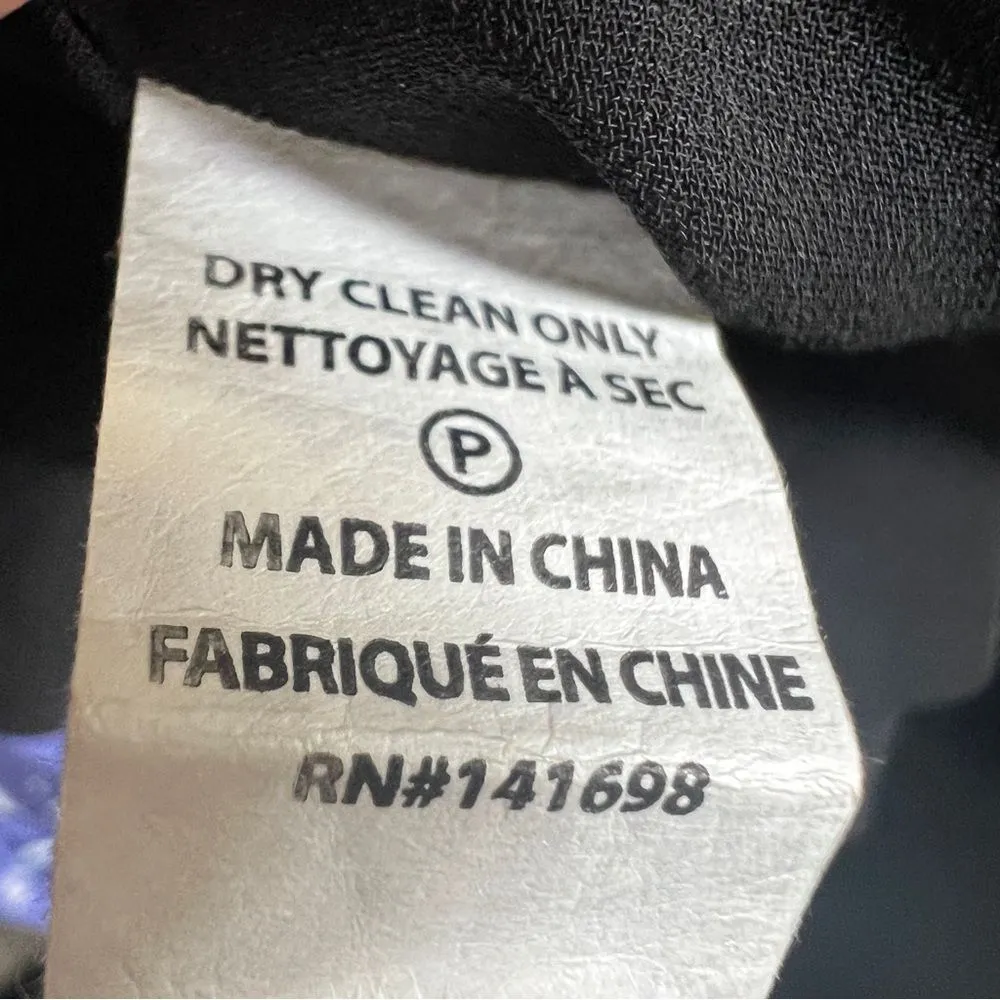 DRY CLEAN ONLY
NETTOYAGE À SEC
P
MADE IN CHINA
FABRIQUÉ EN CHINE
RN#141698